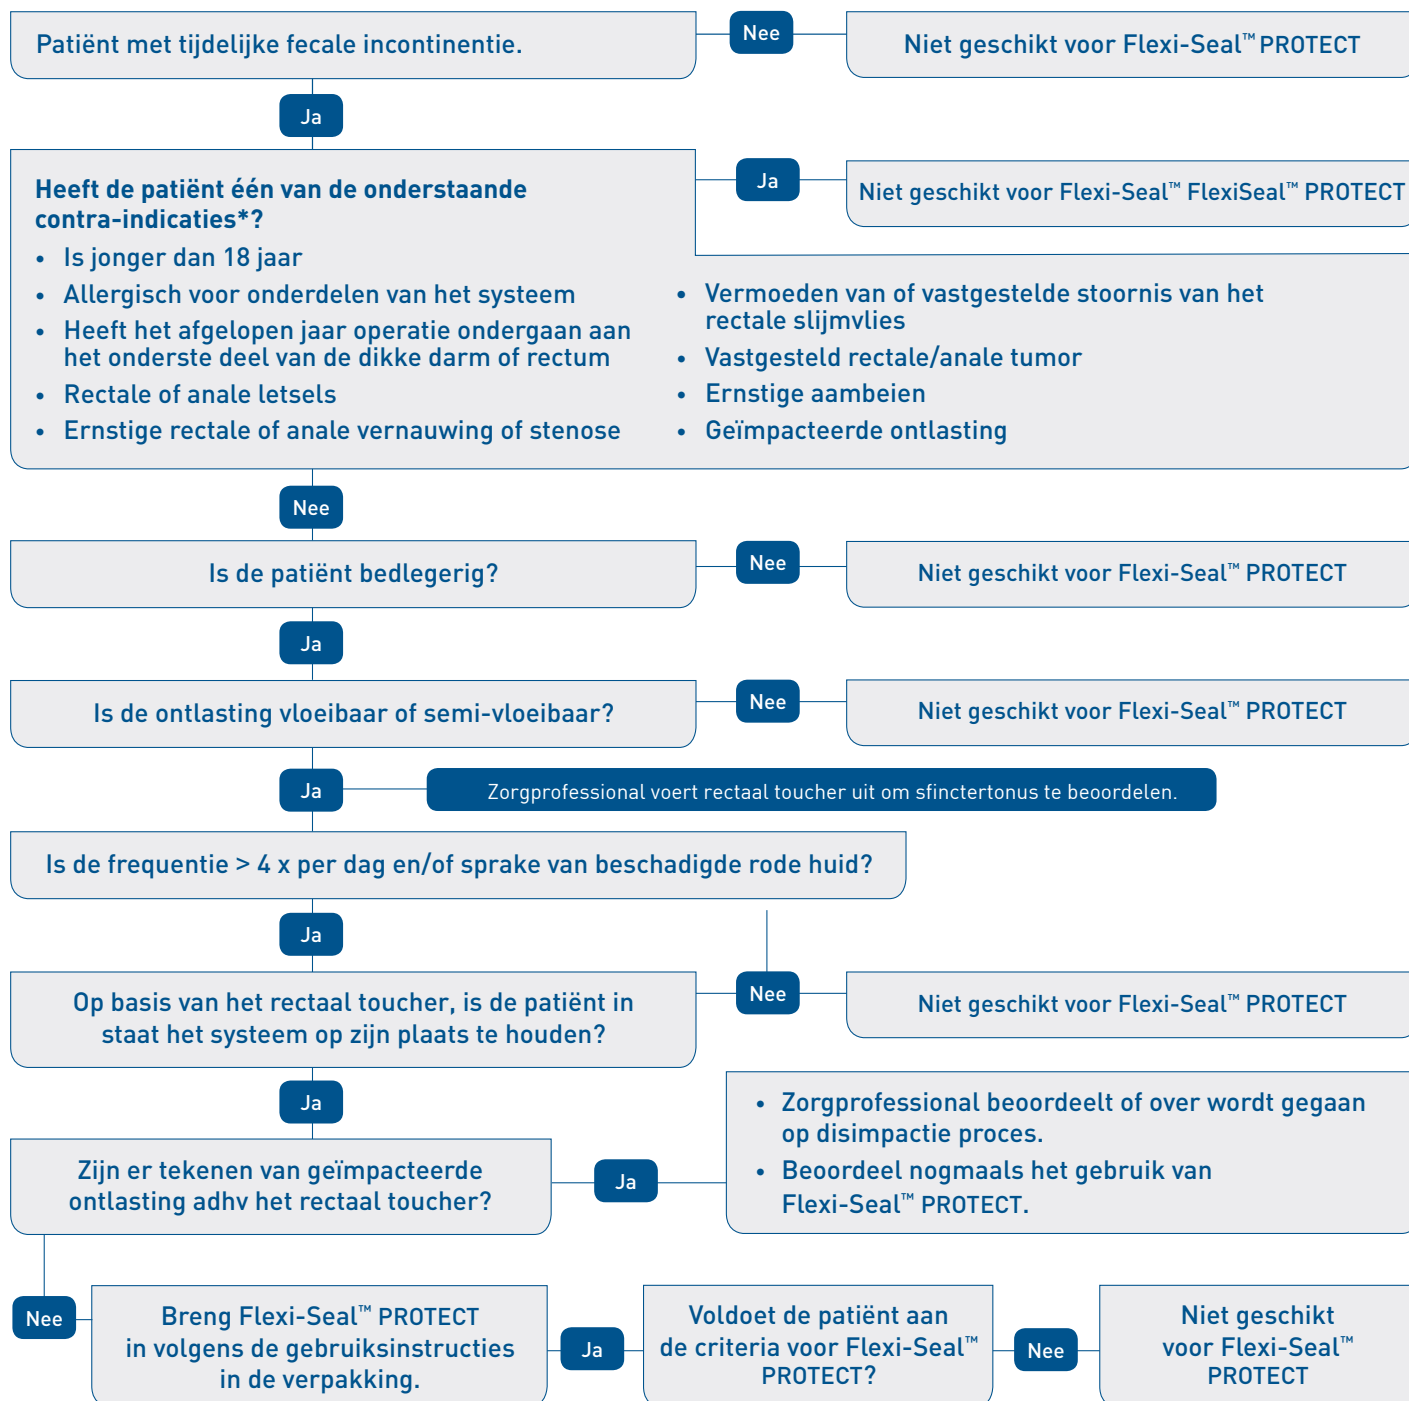 Patiënt met tijdelijke fecale incontinentie.
Nee
Niet geschikt voor Flexi-Seal™ PROTECT
Ja
Heeft de patiënt één van de onderstaande
contra-indicaties*?
• Is jonger dan 18 jaar
• Allergisch voor onderdelen van het systeem
• Heeft het afgelopen jaar operatie ondergaan aan
het onderste deel van de dikke darm of rectum
• Rectale of anale letsels
• Ernstige rectale of anale vernauwing of stenose
Ja
Niet geschikt voor Flexi-Seal™ FlexiSeal™ PROTECT
• Vermoeden van of vastgestelde stoornis van het
rectale slijmvlies
• Vastgesteld rectale/anale tumor
• Ernstige aambeien
• Geïmpacteerde ontlasting
Nee
Is de patiënt bedlegerig?
Nee
Niet geschikt voor Flexi-Seal™ PROTECT
Ja
Is de ontlasting vloeibaar of semi-vloeibaar?
Nee
Niet geschikt voor Flexi-Seal™ PROTECT
Ja
Zorgprofessional voert rectaal toucher uit om sfinctertonus te beoordelen.
Is de frequentie > 4 x per dag en/of sprake van beschadigde rode huid?
Ja
Op basis van het rectaal toucher, is de patiënt in
staat het systeem op zijn plaats te houden?
Nee
Niet geschikt voor Flexi-Seal™ PROTECT
Ja
Zijn er tekenen van geïmpacteerde
ontlasting adhv het rectaal toucher?
Ja
• Zorgprofessional beoordeelt of over wordt gegaan
op disimpactie proces.
• Beoordeel nogmaals het gebruik van
Flexi-Seal™ PROTECT.
Nee
Breng Flexi-Seal™ PROTECT
in volgens de gebruiksinstructies
in de verpakking.
Ja
Voldoet de patiënt aan
de criteria voor Flexi-Seal™
PROTECT?
Nee
Niet geschikt
voor Flexi-Seal™
PROTECT